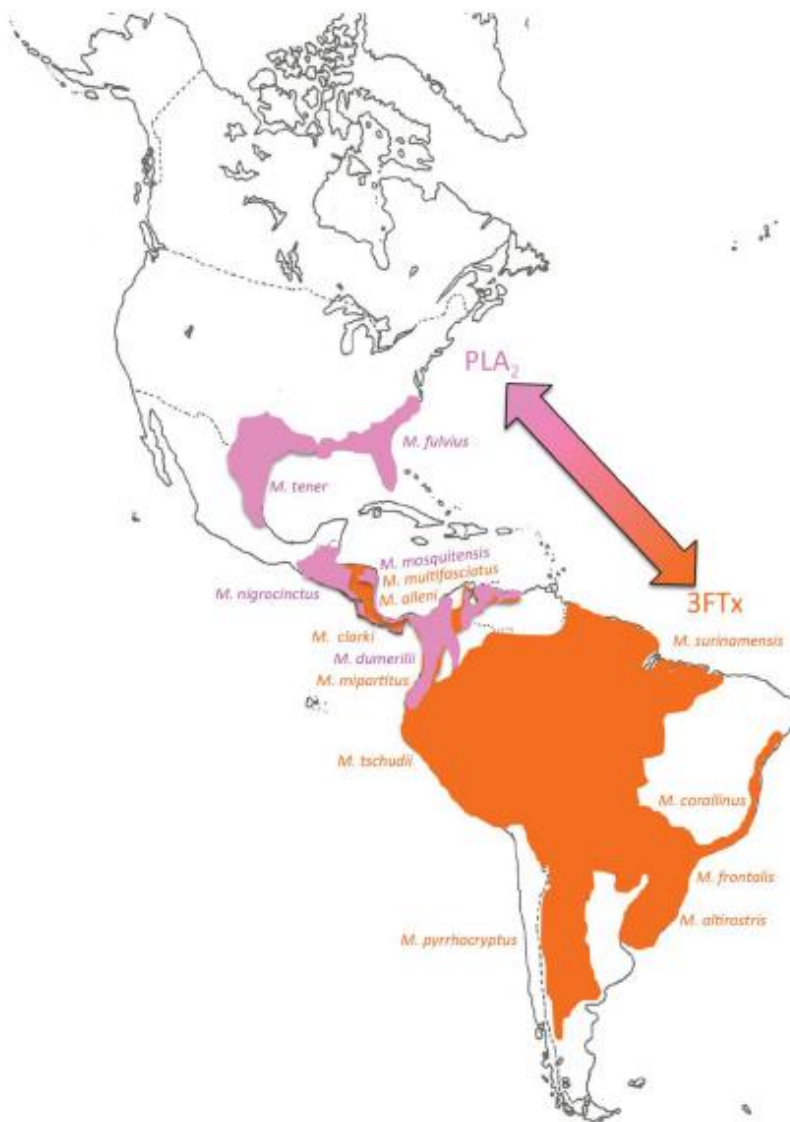 PLA₂
M. fulvius
M. tener
M. mosquitensis
M. multifasciatus
M. nigrocinctus
M. alleni
3FTx
M. clarki
M. surinamensis
M. dumerilii
M. mipartitus
M. tschudii
M. corallinus
M. frontalis
M. altirostris
M. pyrrhocryptus